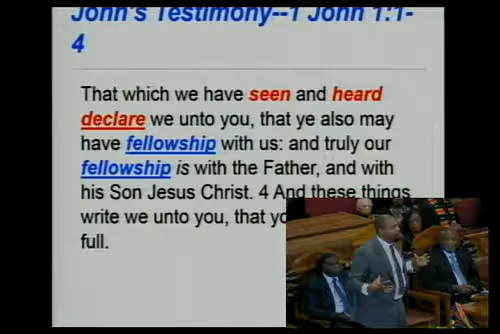 John's Testimony--1 John 1:1-
4
That which we have seen and heard
declare we unto you, that ye also may
have fellowship with us: and truly our
fellowship is with the Father, and with
his Son Jesus Christ. 4 And these things
write we unto you, that yo
full.